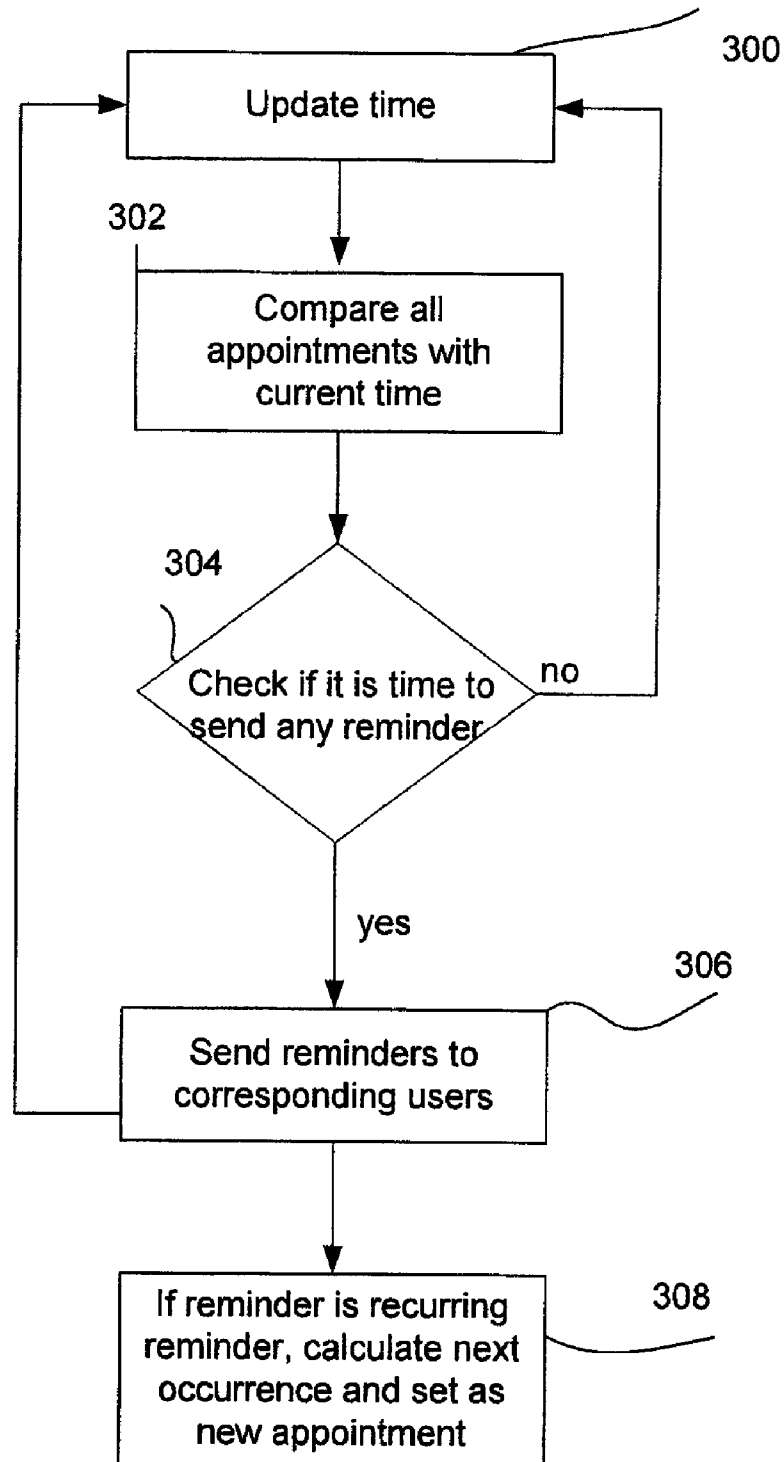 300
Update time
302
Compare all
appointments with
current time
304
Check if it is time to
send any reminder
no
yes
306
Send reminders to
corresponding users
308
If reminder is recurring
reminder, calculate next
occurrence and set as
new appointment